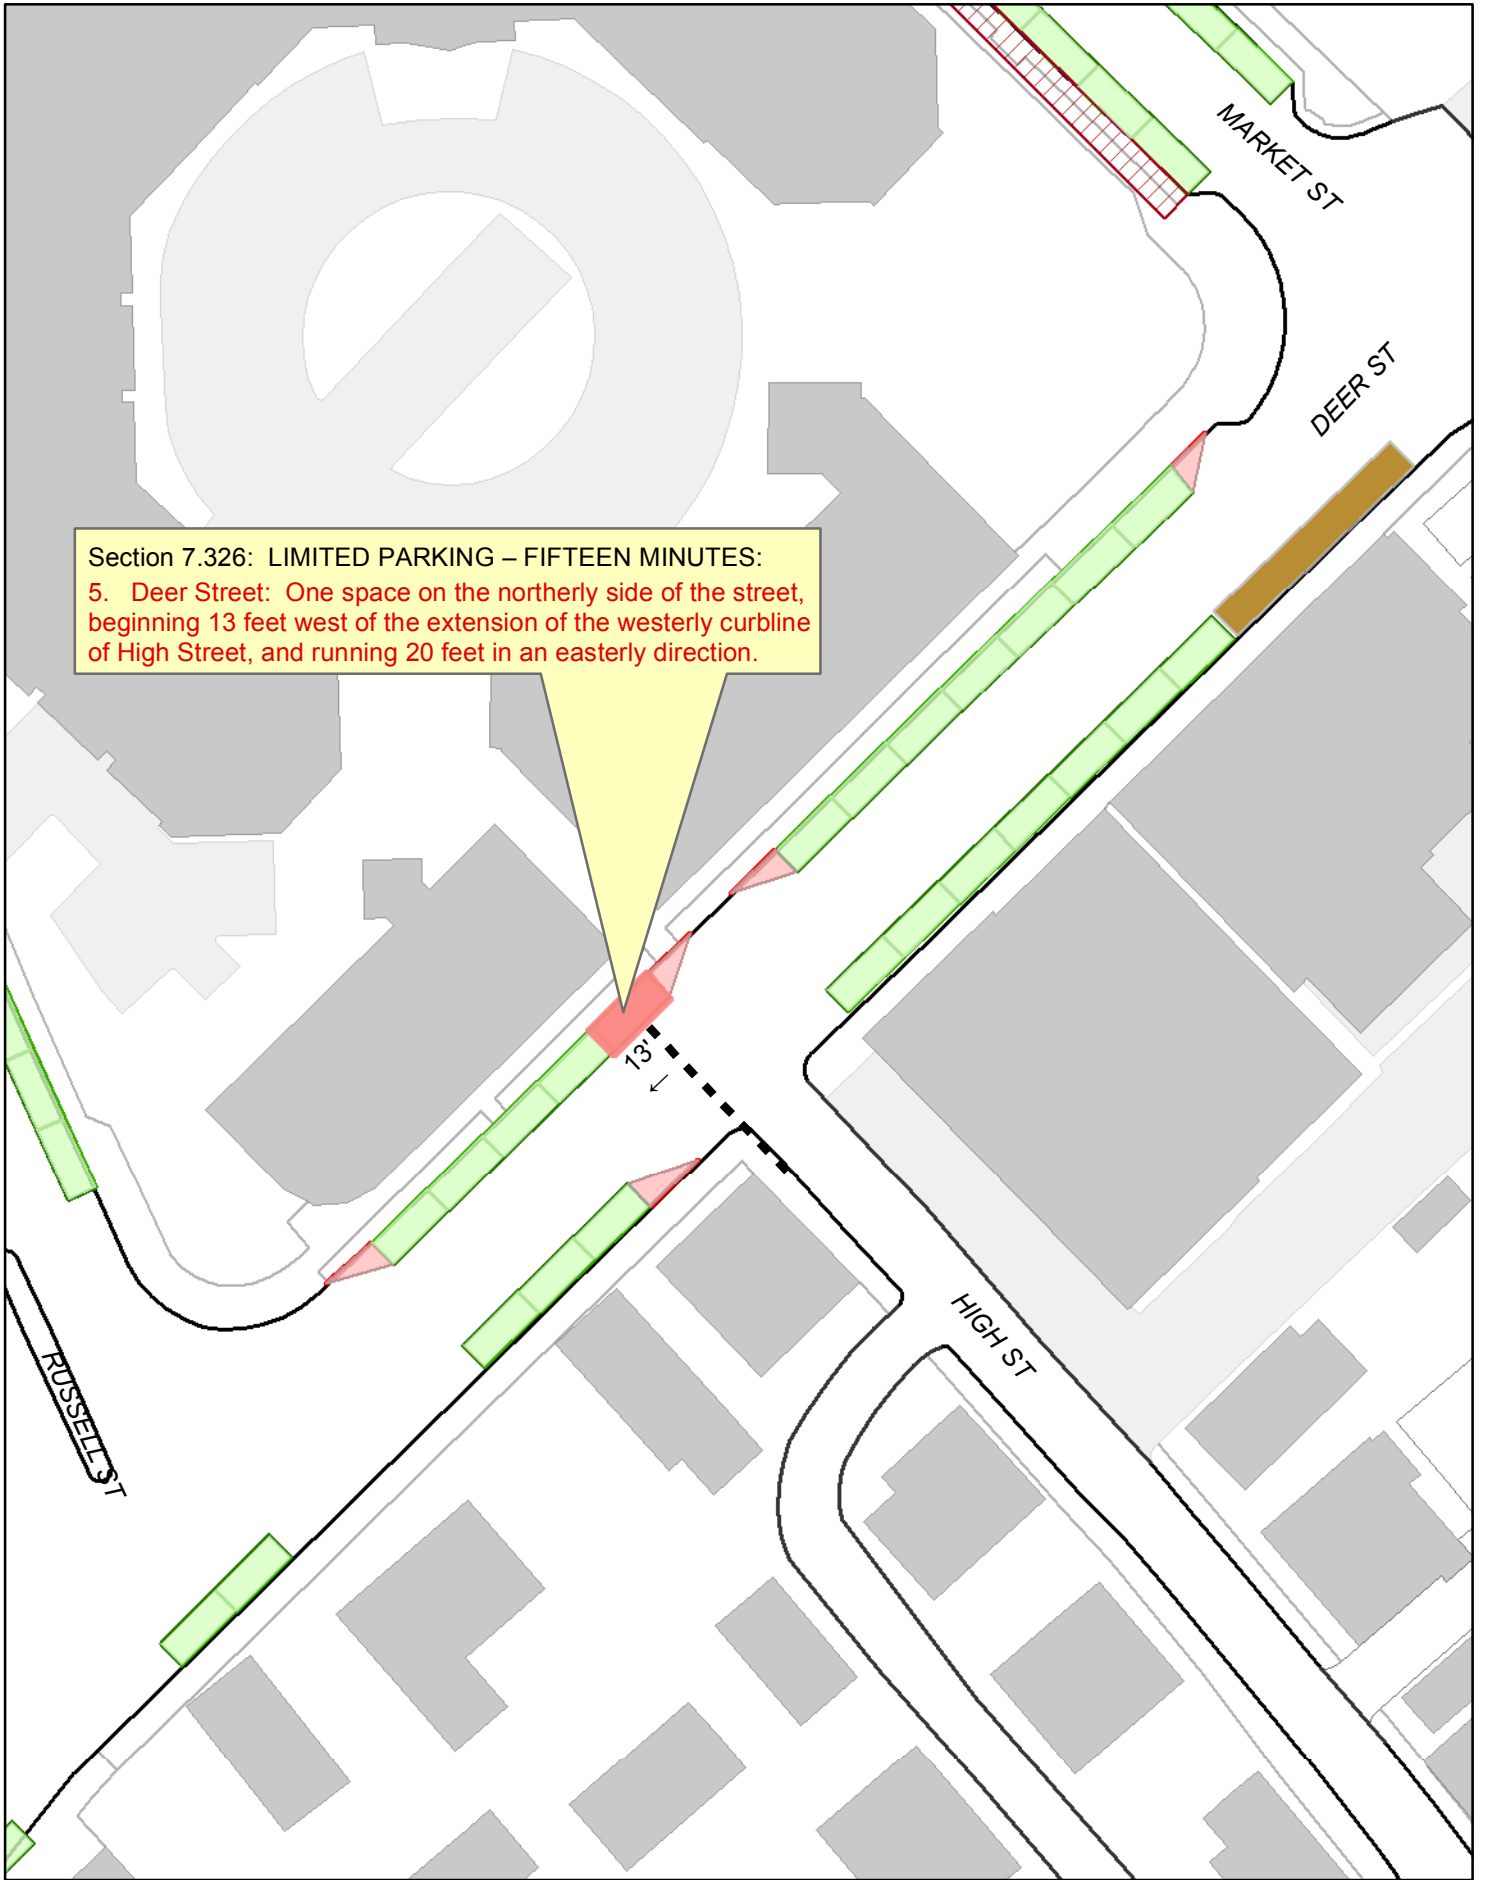 MARKET ST
DEER ST
Section 7.326:  LIMITED PARKING – FIFTEEN MINUTES:
5.   Deer Street:  One space on the northerly side of the street,
beginning 13 feet west of the extension of the westerly curbline
of High Street, and running 20 feet in an easterly direction.
13'
←
HIGH ST
RUSSELL ST